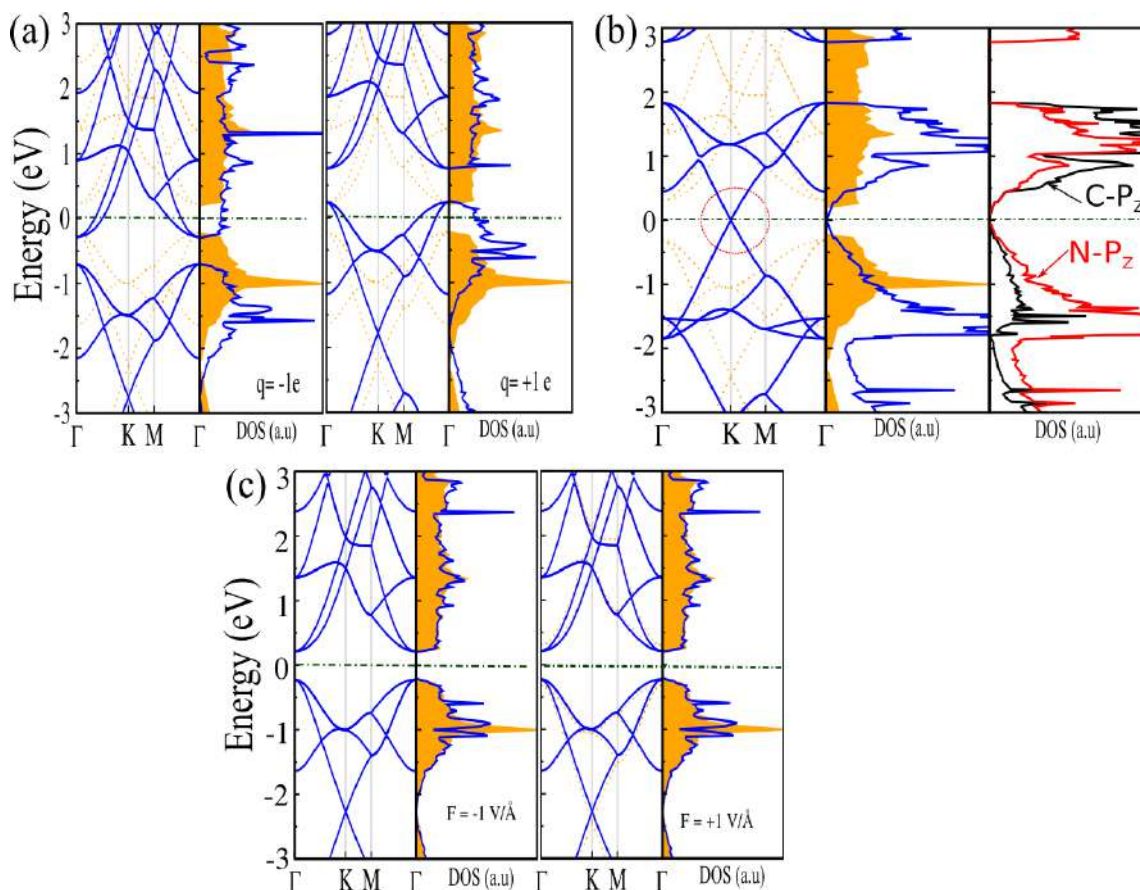 (a)
Energy (eV)
3
2
1
0
-1
-2
-3
q= -1e
q= +1 e
Γ K M Γ DOS (a.u) Γ K M Γ DOS (a.u)
(b)
3
2
1
0
-1
-2
-3
C-Pz
N-Pz
Γ K M Γ DOS (a.u) DOS (a.u)
(c)
Energy (eV)
3
2
1
0
-1
-2
-3
F = -1 V/Å
F = +1 V/Å
Γ K M Γ DOS (a.u) Γ K M Γ DOS (a.u)